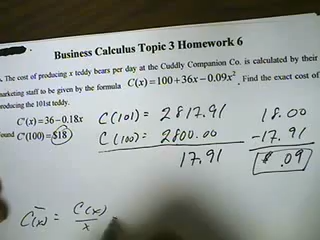 Business Calculus Topic 3 Homework 6
The cost of producing x teddy bears per day at the Cuddly Companion Co. is calculated by their
marketing staff to be given by the formula C(x) = 100 + 36x − 0.09x². Find the exact cost of
producing the 101st teddy.
C'(x) = 36 − 0.18x
C'(100) = $18
C(101) = 2817.91
C(100) = 2800.00
17.91
18.00
−17.91
$ .09
C̄(x) = C(x)/x =